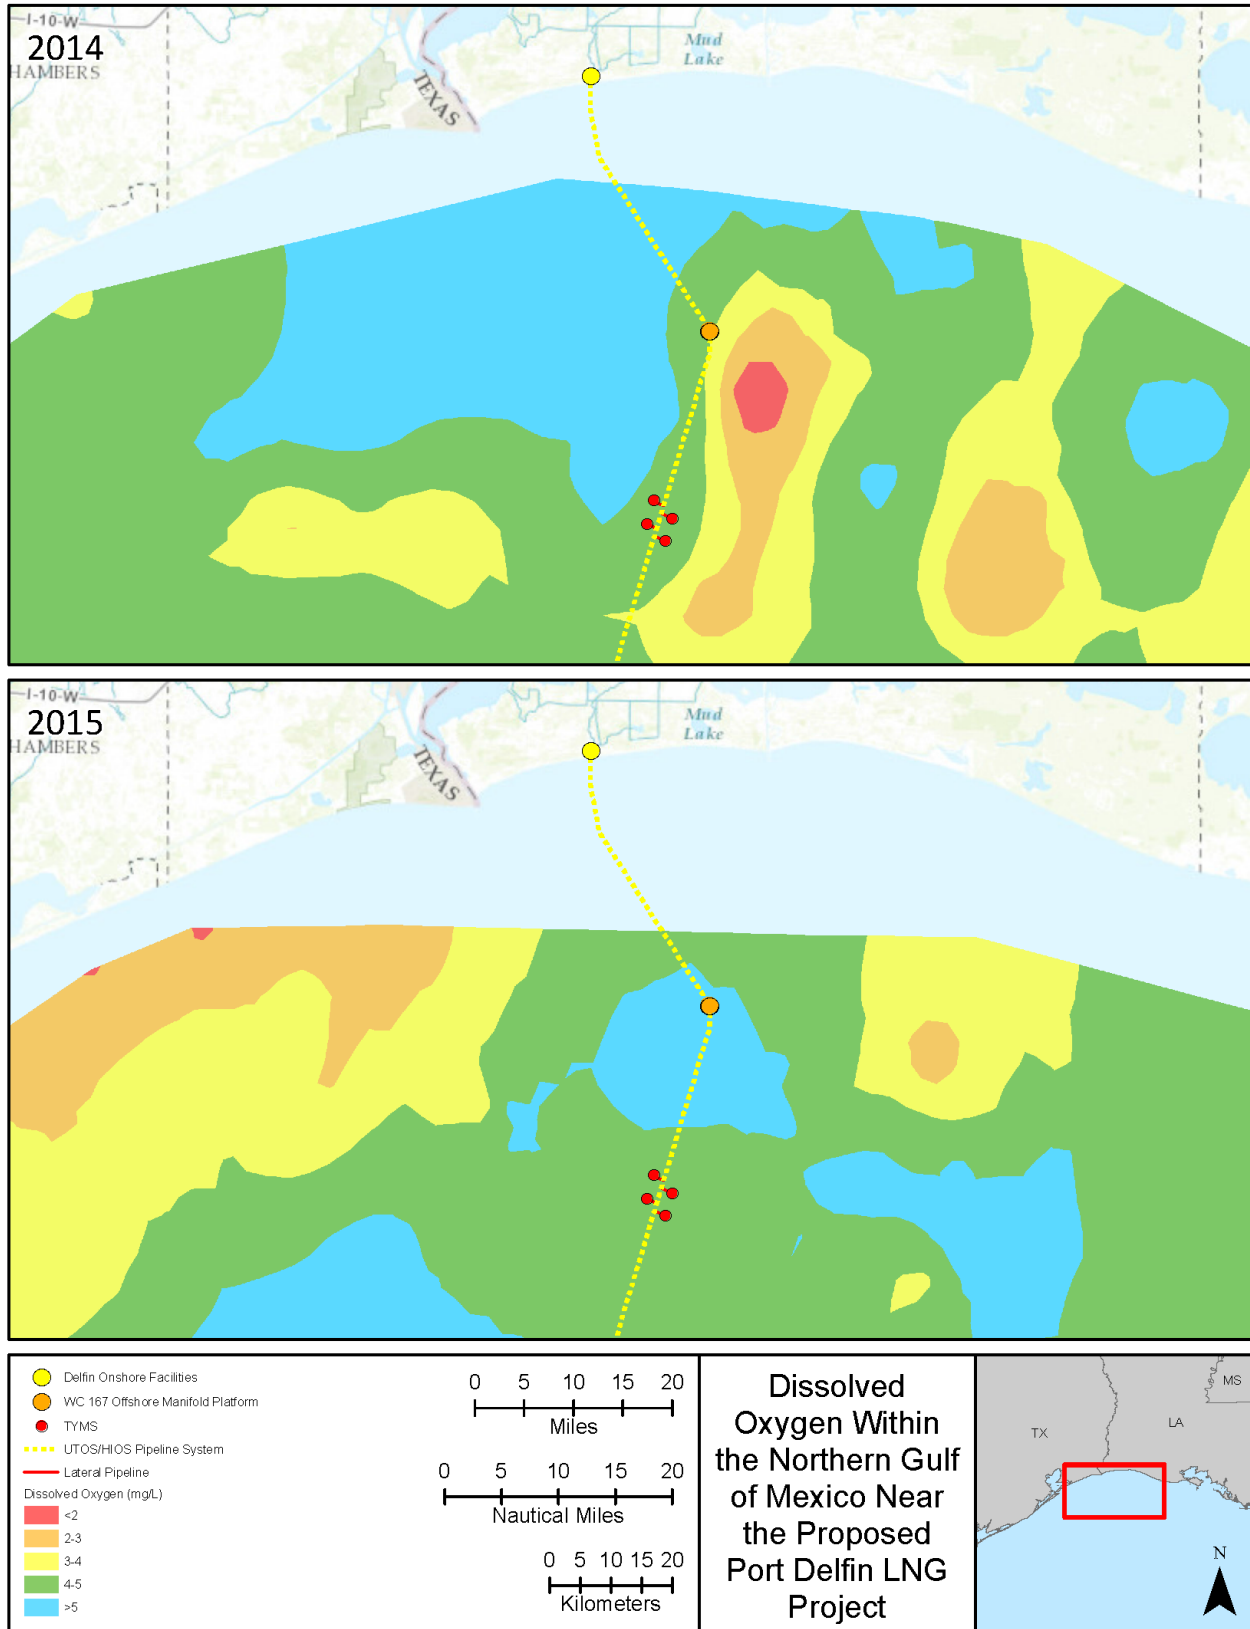 I-10-W
2014
HAMBERS
TEXAS
Mud
Lake
I-10-W
2015
HAMBERS
TEXAS
Mud
Lake
Delfin Onshore Facilities
WC 167 Offshore Manifold Platform
TYMS
UTOS/HIOS Pipeline System
Lateral Pipeline
Dissolved Oxygen (mg/L)
<2
2-3
3-4
4-5
>5
0 5 10 15 20
Miles
0 5 10 15 20
Nautical Miles
0 5 10 15 20
Kilometers
Dissolved
Oxygen Within
the Northern Gulf
of Mexico Near
the Proposed
Port Delfin LNG
Project
MS
TX
LA
N